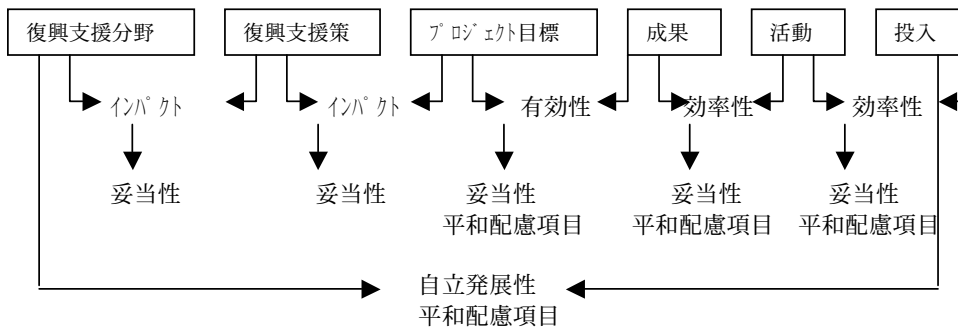 復興支援分野 復興支援策 ﾌﾟﾛｼﾞｪｸﾄ目標 成果 活動 投入
ｲﾝﾊﾟｸﾄ ｲﾝﾊﾟｸﾄ 有効性 効率性 効率性
妥当性 妥当性 妥当性 妥当性 妥当性
平和配慮項目 平和配慮項目 平和配慮項目
自立発展性
平和配慮項目